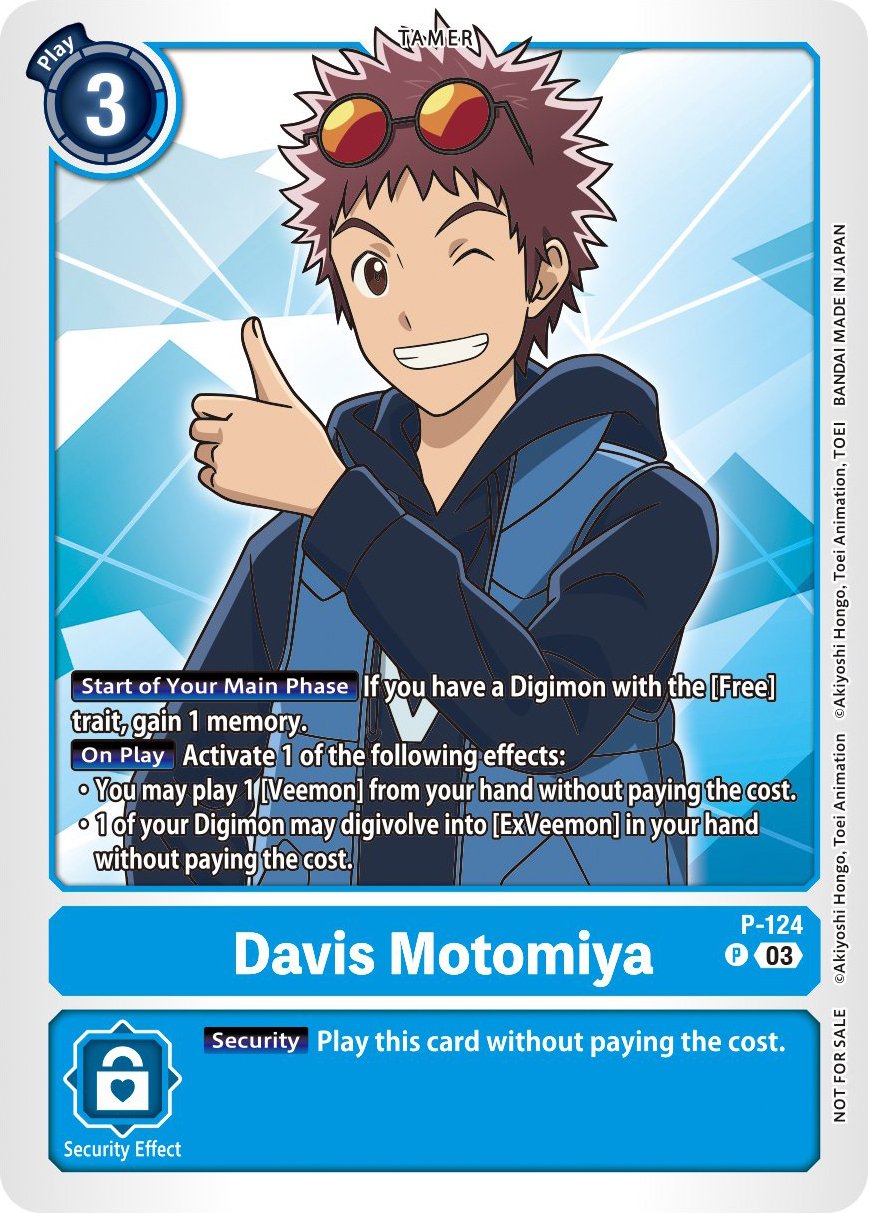 TAMER
Play
3
Start of Your Main Phase If you have a Digimon with the [Free]
trait, gain 1 memory.
On Play Activate 1 of the following effects:
・You may play 1 [Veemon] from your hand without paying the cost.
・1 of your Digimon may digivolve into [ExVeemon] in your hand
without paying the cost.
Davis Motomiya
P-124
P 03
Security Play this card without paying the cost.
Security Effect
©Akiyoshi Hongo, Toei Animation ©Akiyoshi Hongo, Toei Animation, TOEI BANDAI MADE IN JAPAN
NOT FOR SALE